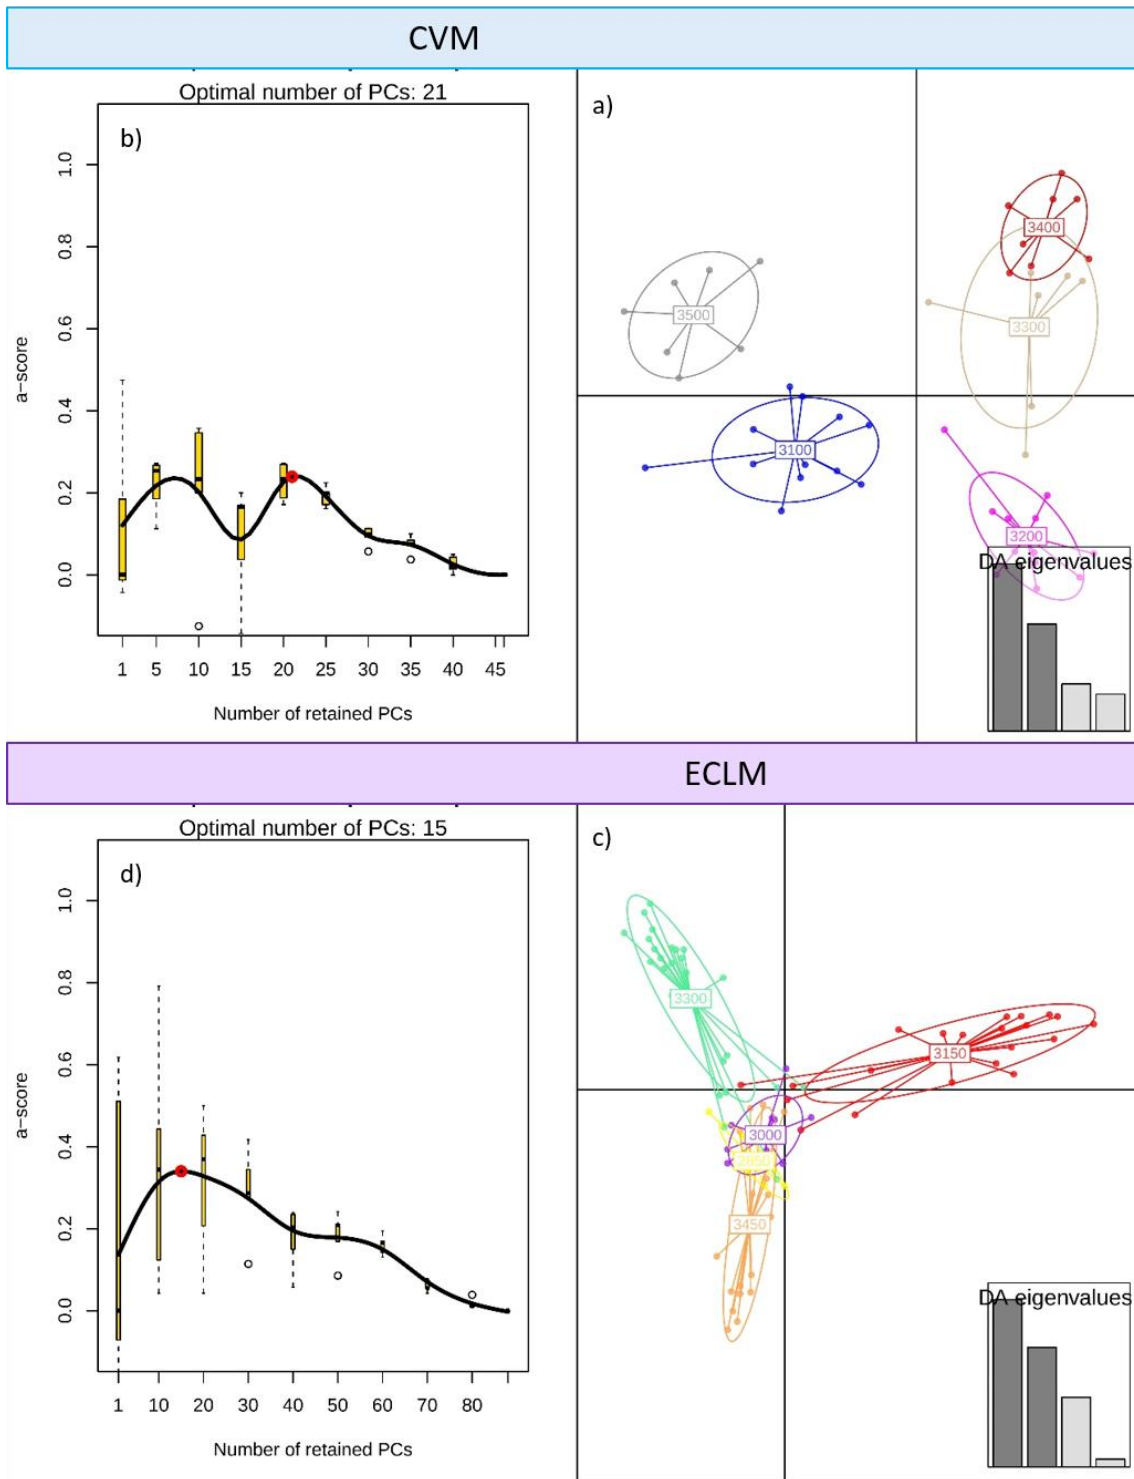 CVM
Optimal number of PCs: 21
b)
a-score
1.0
0.8
0.6
0.4
0.2
0.0
1 5 10 15 20 25 30 35 40 45
Number of retained PCs
a)
3400
3300
3500
3100
3200
DA eigenvalues
ECLM
Optimal number of PCs: 15
d)
a-score
1.0
0.8
0.6
0.4
0.2
0.0
1 10 20 30 40 50 60 70 80
Number of retained PCs
c)
3300
3150
3000
3450
DA eigenvalues